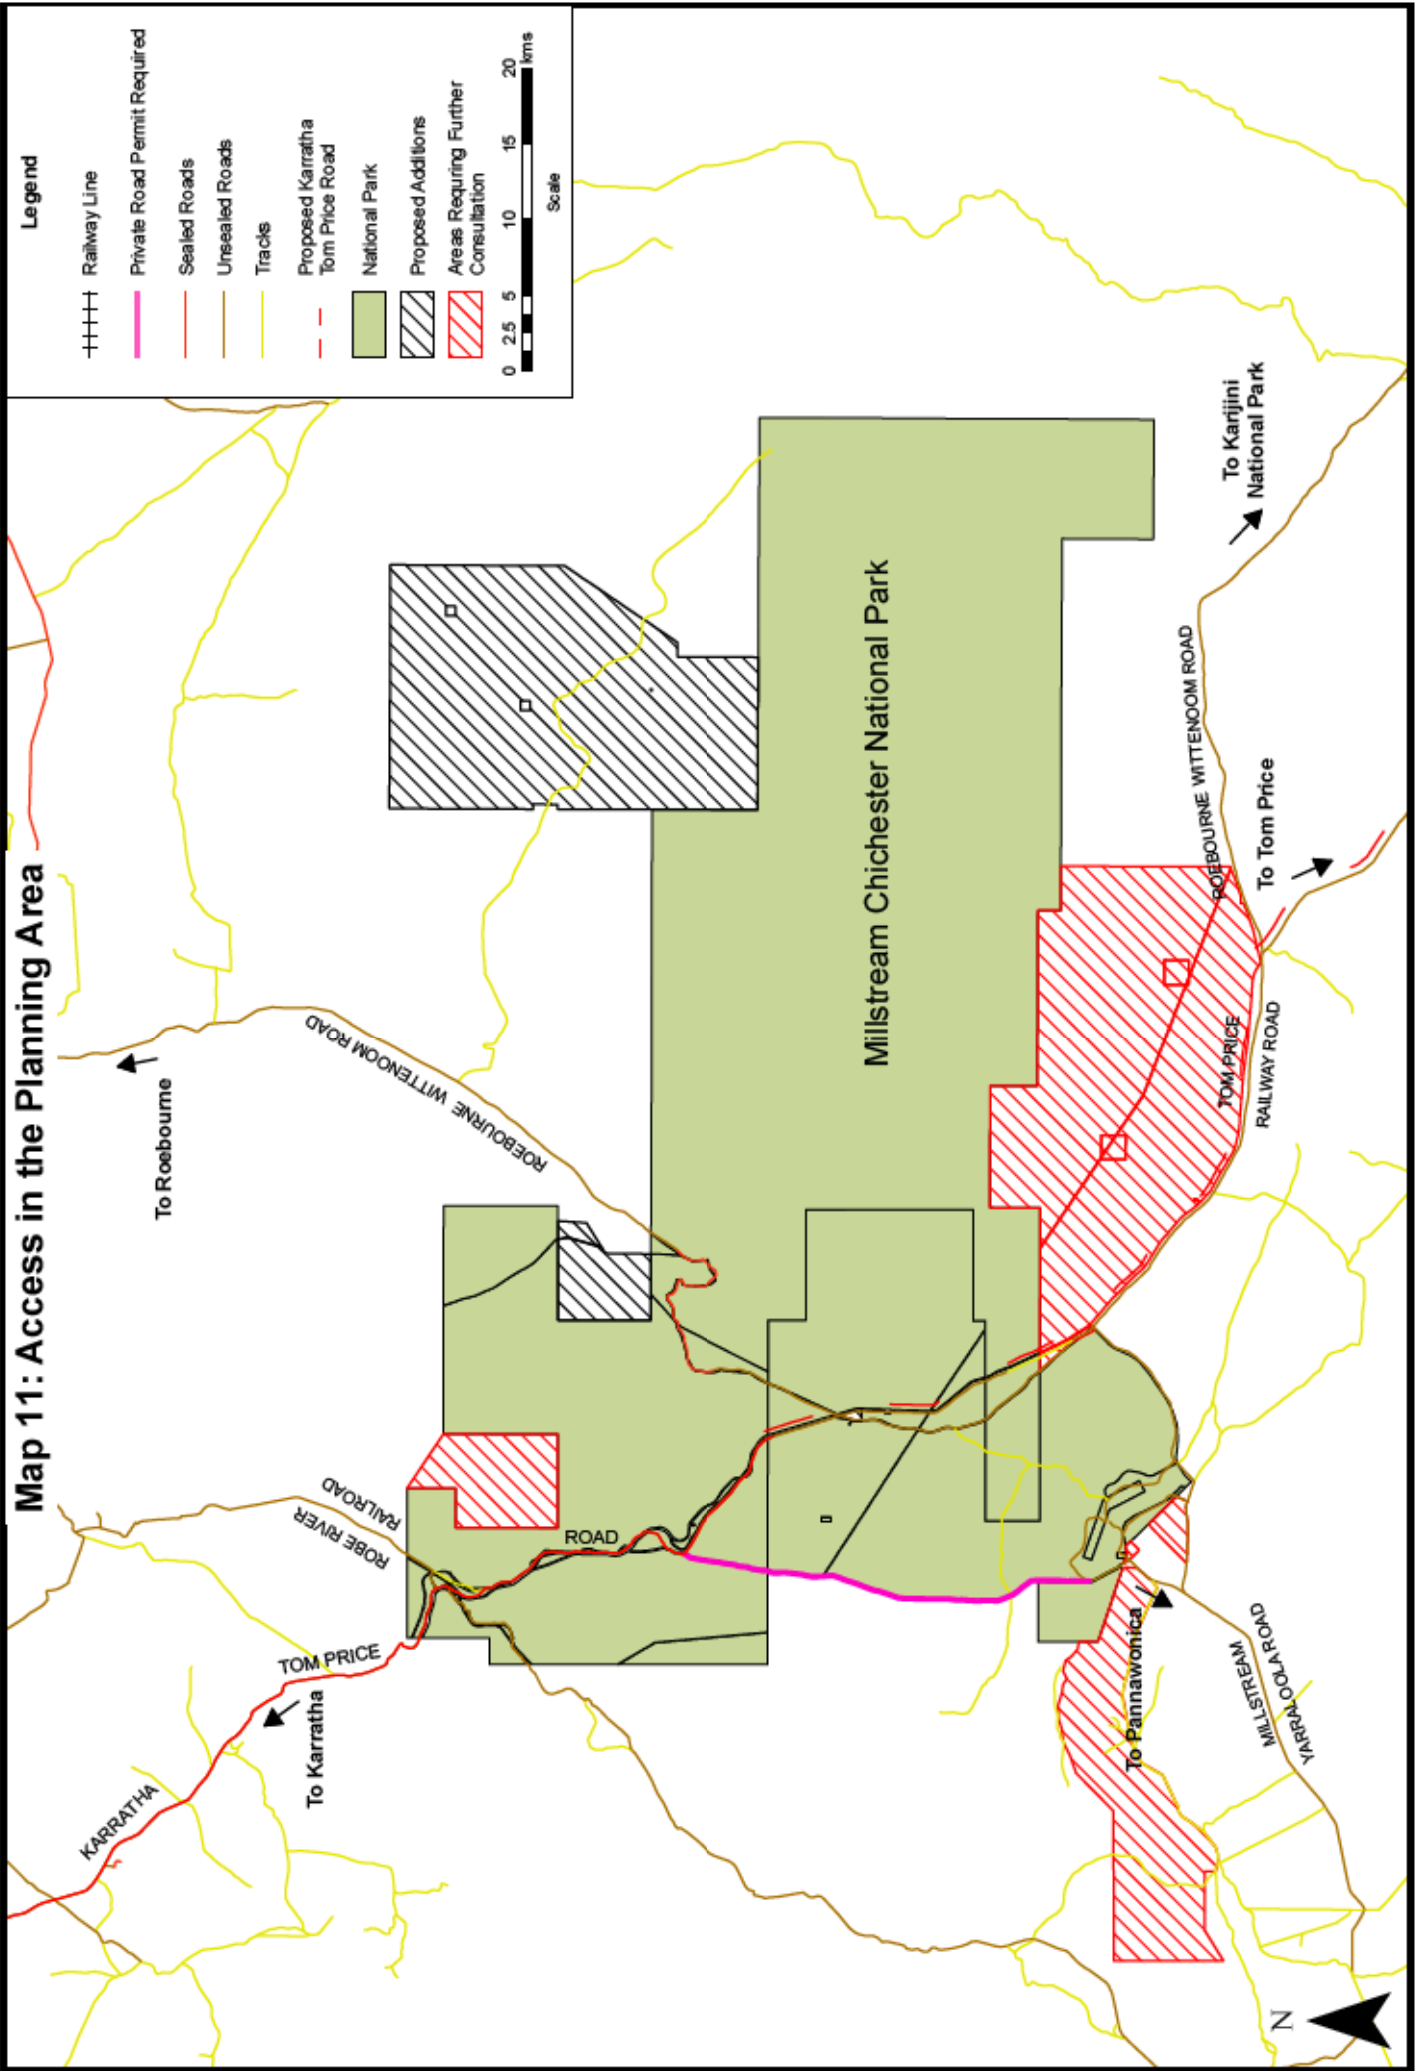 Map 11: Access in the Planning Area
Legend
Railway Line
Private Road Permit Required
Sealed Roads
Unsealed Roads
Tracks
Proposed Karratha
Tom Price Road
National Park
Proposed Additions
Areas Requring Further
Consultation
0 2.5 5 10 15 20
kms
Scale
KARRATHA
To Karratha
TOM PRICE
ROBE RIVER
RAILROAD
ROAD
To Roebourne
ROEBOURNE WITTENOOM ROAD
Millstream Chichester National Park
To Pannawonica
MILLSTREAM
YARRALOOLA ROAD
TOM PRICE
RAILWAY ROAD
ROEBOURNE WITTENOOM ROAD
To Tom Price
To Karijini
National Park
N